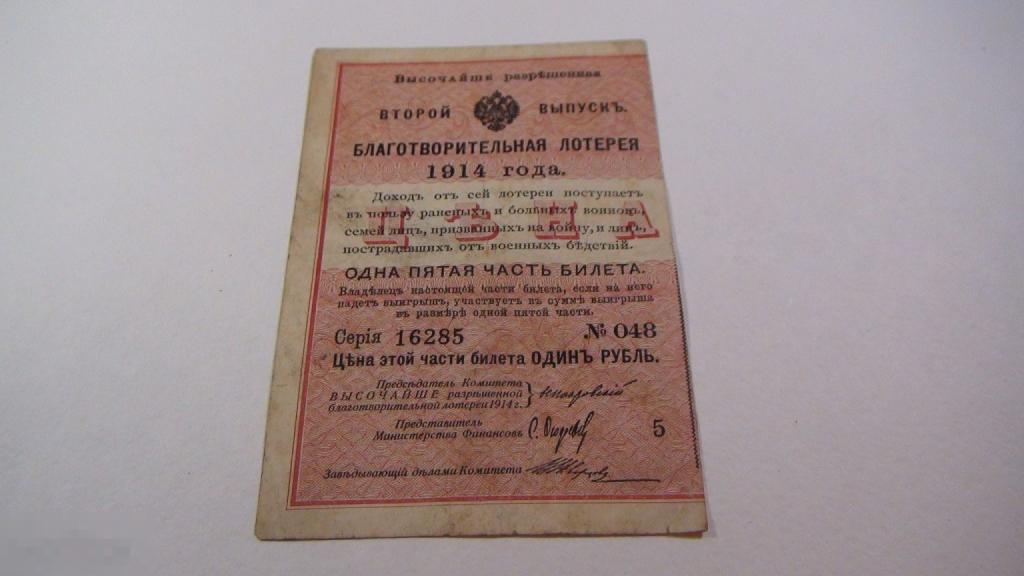 Высочайше разрѣшенная
ВТОРОЙ ВЫПУСКЪ.
БЛАГОТВОРИТЕЛЬНАЯ ЛОТЕРЕЯ
1914 года.
Доходъ отъ сей лотереи поступаетъ
въ пользу раненыхъ и больныхъ воиновъ,
семей лицъ, призванныхъ на войну, и лицъ,
пострадавшихъ отъ военныхъ бѣдствій.
ЦѢНА
ОДНА ПЯТАЯ ЧАСТЬ БИЛЕТА.
Владѣлецъ настоящей части билета, если на него
падетъ выигрышъ, участвуетъ въ суммѣ выигрыша
въ размѣрѣ одной пятой части.
Серія 16285 № 048
Цѣна этой части билета ОДИНЪ РУБЛЬ.
Предсѣдатель Комитета
ВЫСОЧАЙШЕ разрѣшенной
благотворительной лотереи 1914 г.
Представитель
Министерства Финансовъ
5
Завѣдывающій дѣлами Комитета